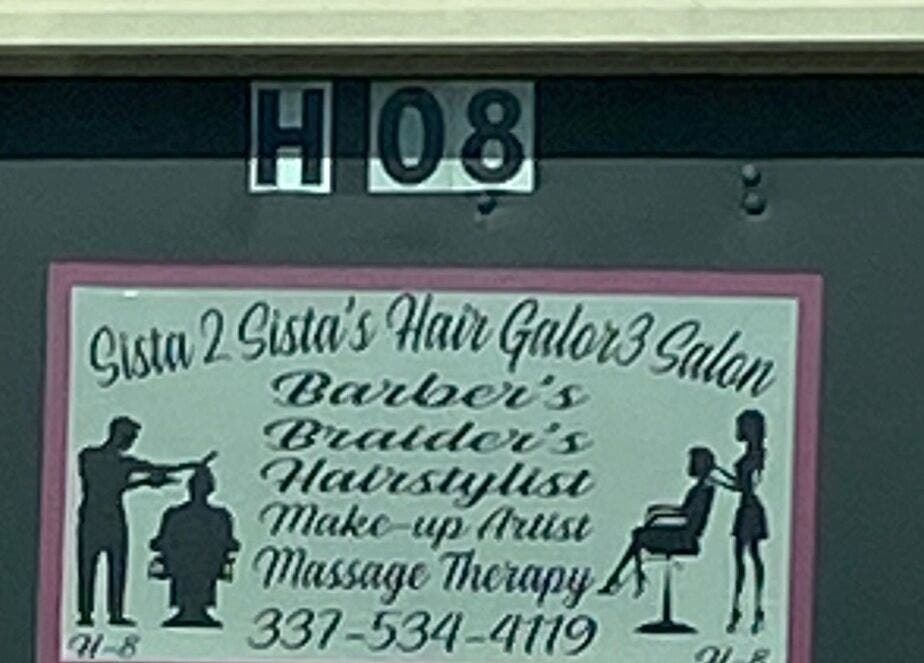 H 08
Sista 2 Sista's Hair Galor3 Salon
Barber's
Braider's
Hairstylist
Make-up Artist
Massage Therapy
337-534-4119
H-8 H-8